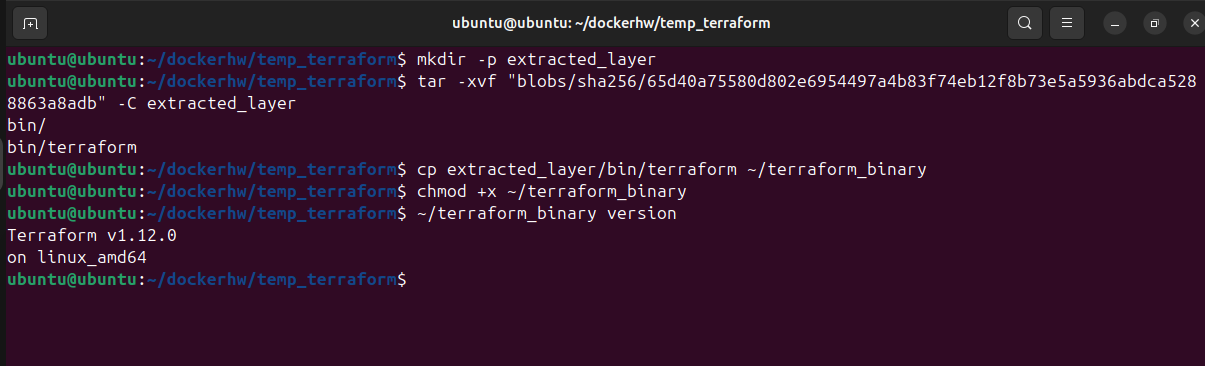 ubuntu@ubuntu: ~/dockerhw/temp_terraform
ubuntu@ubuntu:~/dockerhw/temp_terraform$ mkdir -p extracted_layer
ubuntu@ubuntu:~/dockerhw/temp_terraform$ tar -xvf "blobs/sha256/65d40a75580d802e6954497a4b83f74eb12f8b73e5a5936abdca528
8863a8adb" -C extracted_layer
bin/
bin/terraform
ubuntu@ubuntu:~/dockerhw/temp_terraform$ cp extracted_layer/bin/terraform ~/terraform_binary
ubuntu@ubuntu:~/dockerhw/temp_terraform$ chmod +x ~/terraform_binary
ubuntu@ubuntu:~/dockerhw/temp_terraform$ ~/terraform_binary version
Terraform v1.12.0
on linux_amd64
ubuntu@ubuntu:~/dockerhw/temp_terraform$